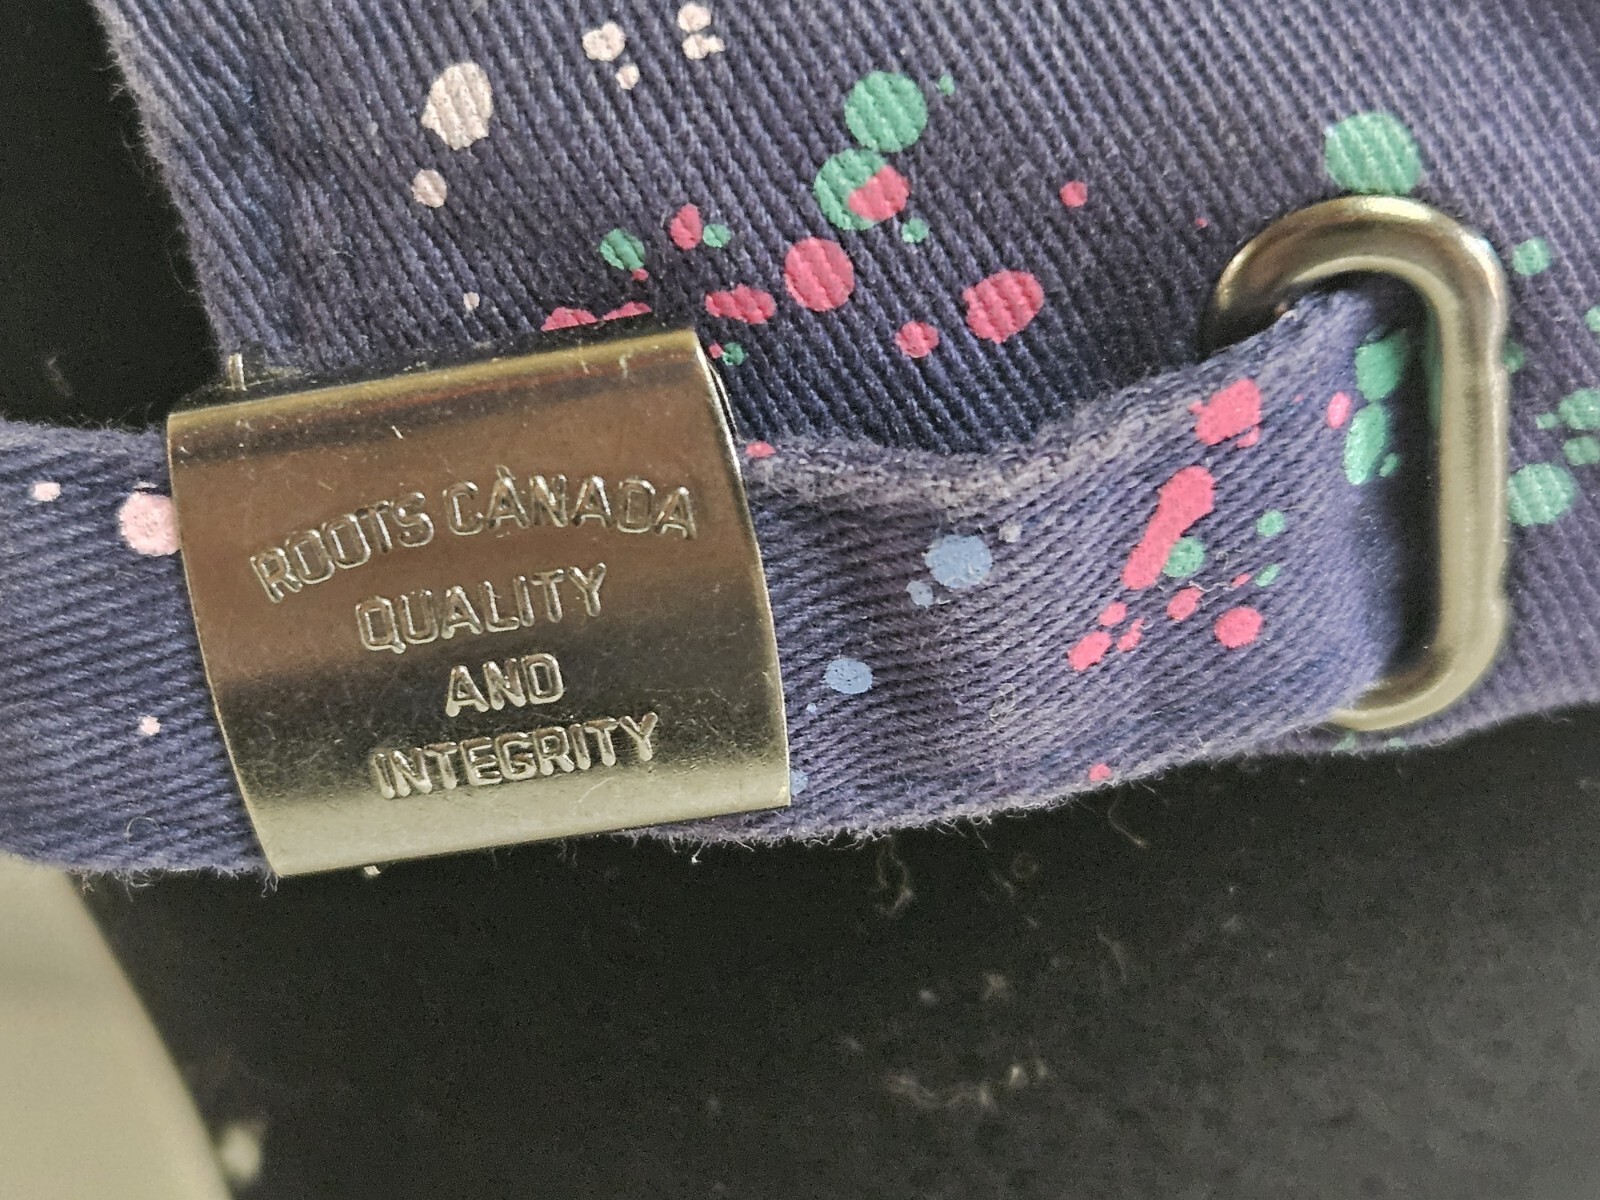 ROOTS CANADA
QUALITY
AND
INTEGRITY